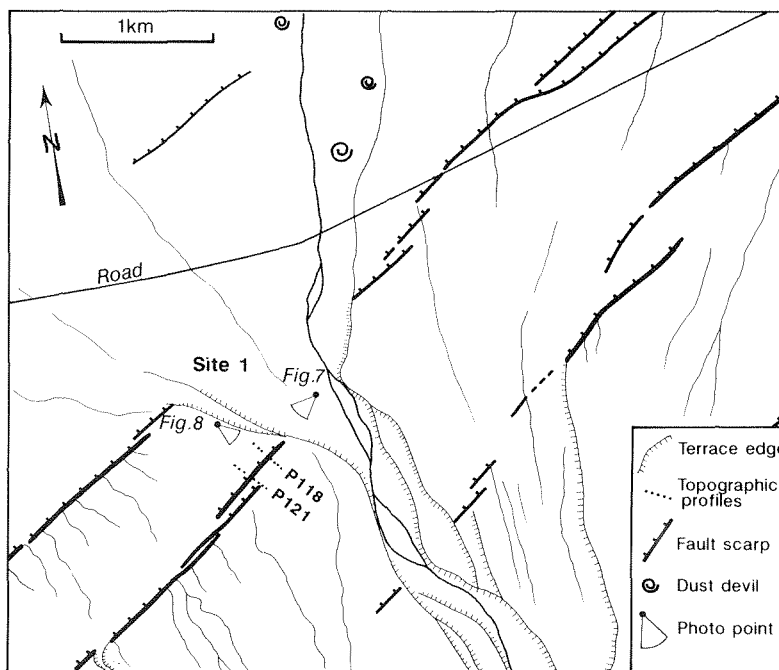 1km
N
Road
Site 1
Fig.7
Fig.8
P118
P121
Terrace edge
Topographic
profiles
Fault scarp
Dust devil
Photo point